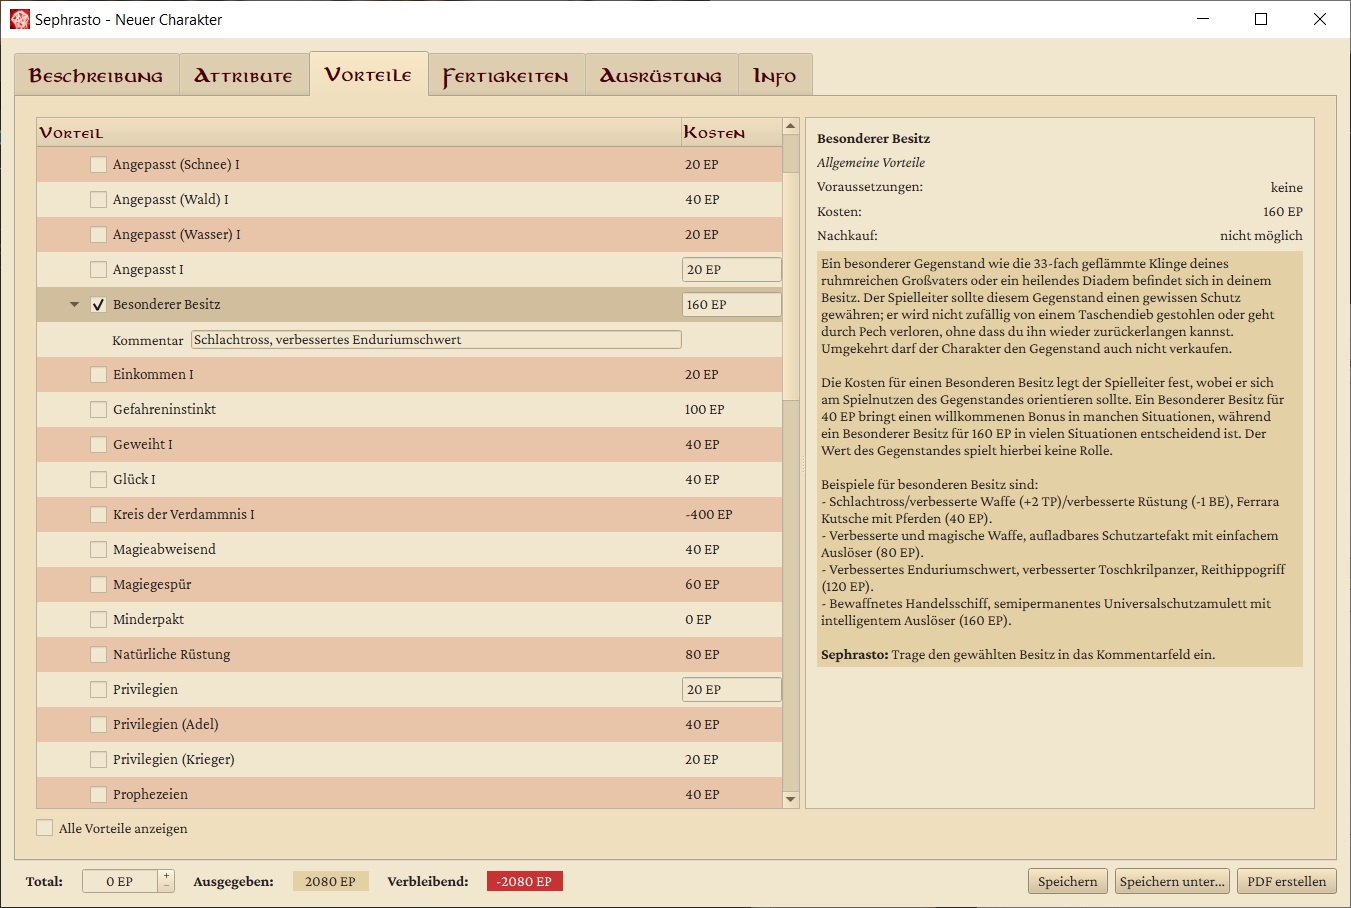 Sephrasto - Neuer Charakter
Beschreibung Attribute Vorteile Fertigkeiten Ausrüstung Info
Vorteil Kosten
Angepasst (Schnee) I 20 EP
Angepasst (Wald) I 40 EP
Angepasst (Wasser) I 20 EP
Angepasst I 20 EP
Besonderer Besitz 160 EP
Kommentar Schlachtross, verbessertes Enduriumschwert
Einkommen I 20 EP
Gefahreninstinkt 100 EP
Geweiht I 40 EP
Glück I 40 EP
Kreis der Verdammnis I -400 EP
Magieabweisend 40 EP
Magiegespür 60 EP
Minderpakt 0 EP
Natürliche Rüstung 80 EP
Privilegien 20 EP
Privilegien (Adel) 40 EP
Privilegien (Krieger) 20 EP
Prophezeien 40 EP
Alle Vorteile anzeigen
Besonderer Besitz
Allgemeine Vorteile
Voraussetzungen: keine
Kosten: 160 EP
Nachkauf: nicht möglich
Ein besonderer Gegenstand wie die 33-fach geflämmte Klinge deines
ruhmreichen Großvaters oder ein heilendes Diadem befindet sich in deinem
Besitz. Der Spielleiter sollte diesem Gegenstand einen gewissen Schutz
gewähren; er wird nicht zufällig von einem Taschendieb gestohlen oder geht
durch Pech verloren, ohne dass du ihn wieder zurückerlangen kannst.
Umgekehrt darf der Charakter den Gegenstand auch nicht verkaufen.
Die Kosten für einen Besonderen Besitz legt der Spielleiter fest, wobei er sich
am Spielnutzen des Gegenstandes orientieren sollte. Ein Besonderer Besitz für
40 EP bringt einen willkommenen Bonus in manchen Situationen, während
ein Besonderer Besitz für 160 EP in vielen Situationen entscheidend ist. Der
Wert des Gegenstandes spielt hierbei keine Rolle.
Beispiele für besonderen Besitz sind:
- Schlachtross/verbesserte Waffe (+2 TP)/verbesserte Rüstung (-1 BE), Ferrara
Kutsche mit Pferden (40 EP).
- Verbesserte und magische Waffe, aufladbares Schutzartefakt mit einfachem
Auslöser (80 EP).
- Verbessertes Enduriumschwert, verbesserter Toschkrilpanzer, Reithippogriff
(120 EP).
- Bewaffnetes Handelsschiff, semipermanentes Universalschutzamulett mit
intelligentem Auslöser (160 EP).
Sephrasto: Trage den gewählten Besitz in das Kommentarfeld ein.
Total: 0 EP Ausgegeben: 2080 EP Verbleibend: -2080 EP Speichern Speichern unter... PDF erstellen